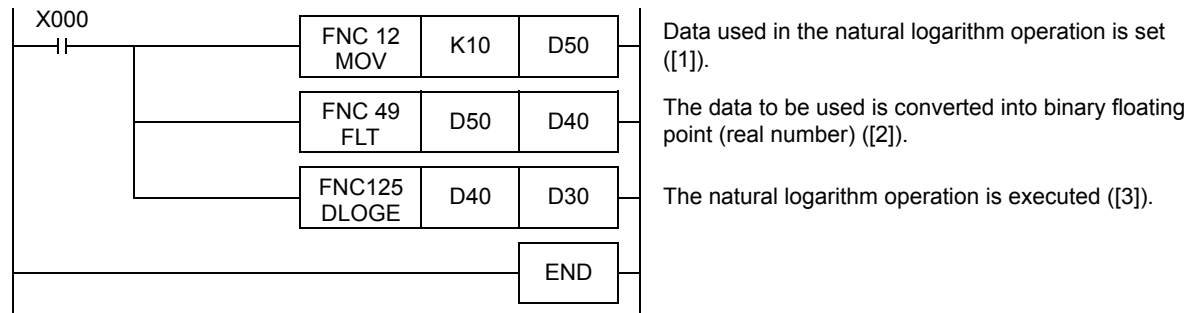 X000
FNC 12
MOV
K10
D50
Data used in the natural logarithm operation is set
([1]).
FNC 49
FLT
D50
D40
The data to be used is converted into binary floating
point (real number) ([2]).
FNC125
DLOGE
D40
D30
The natural logarithm operation is executed ([3]).
END